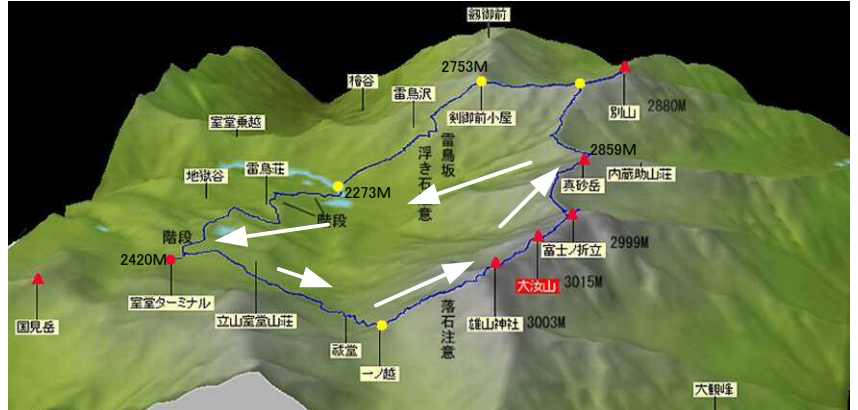 剱御前
2753M
桧谷
雷鳥沢
剣御前小屋
別山
2880M
室堂乗越
雷鳥坂
浮き石注意
2859M
真砂岳
内蔵助山荘
雷鳥荘
地獄谷
2273M
階段
階段
富士ノ折立
2999M
2420M
室堂ターミナル
大汝山
3015M
国見岳
立山室堂山荘
祓堂
一ノ越
落石注意
雄山神社
3003M
大観峰